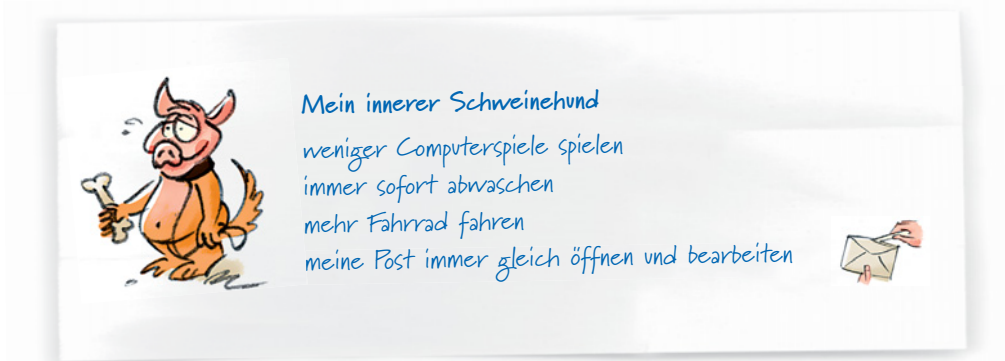 Mein innerer Schweinehund
weniger Computerspiele spielen
immer sofort abwaschen
mehr Fahrrad fahren
meine Post immer gleich öffnen und bearbeiten